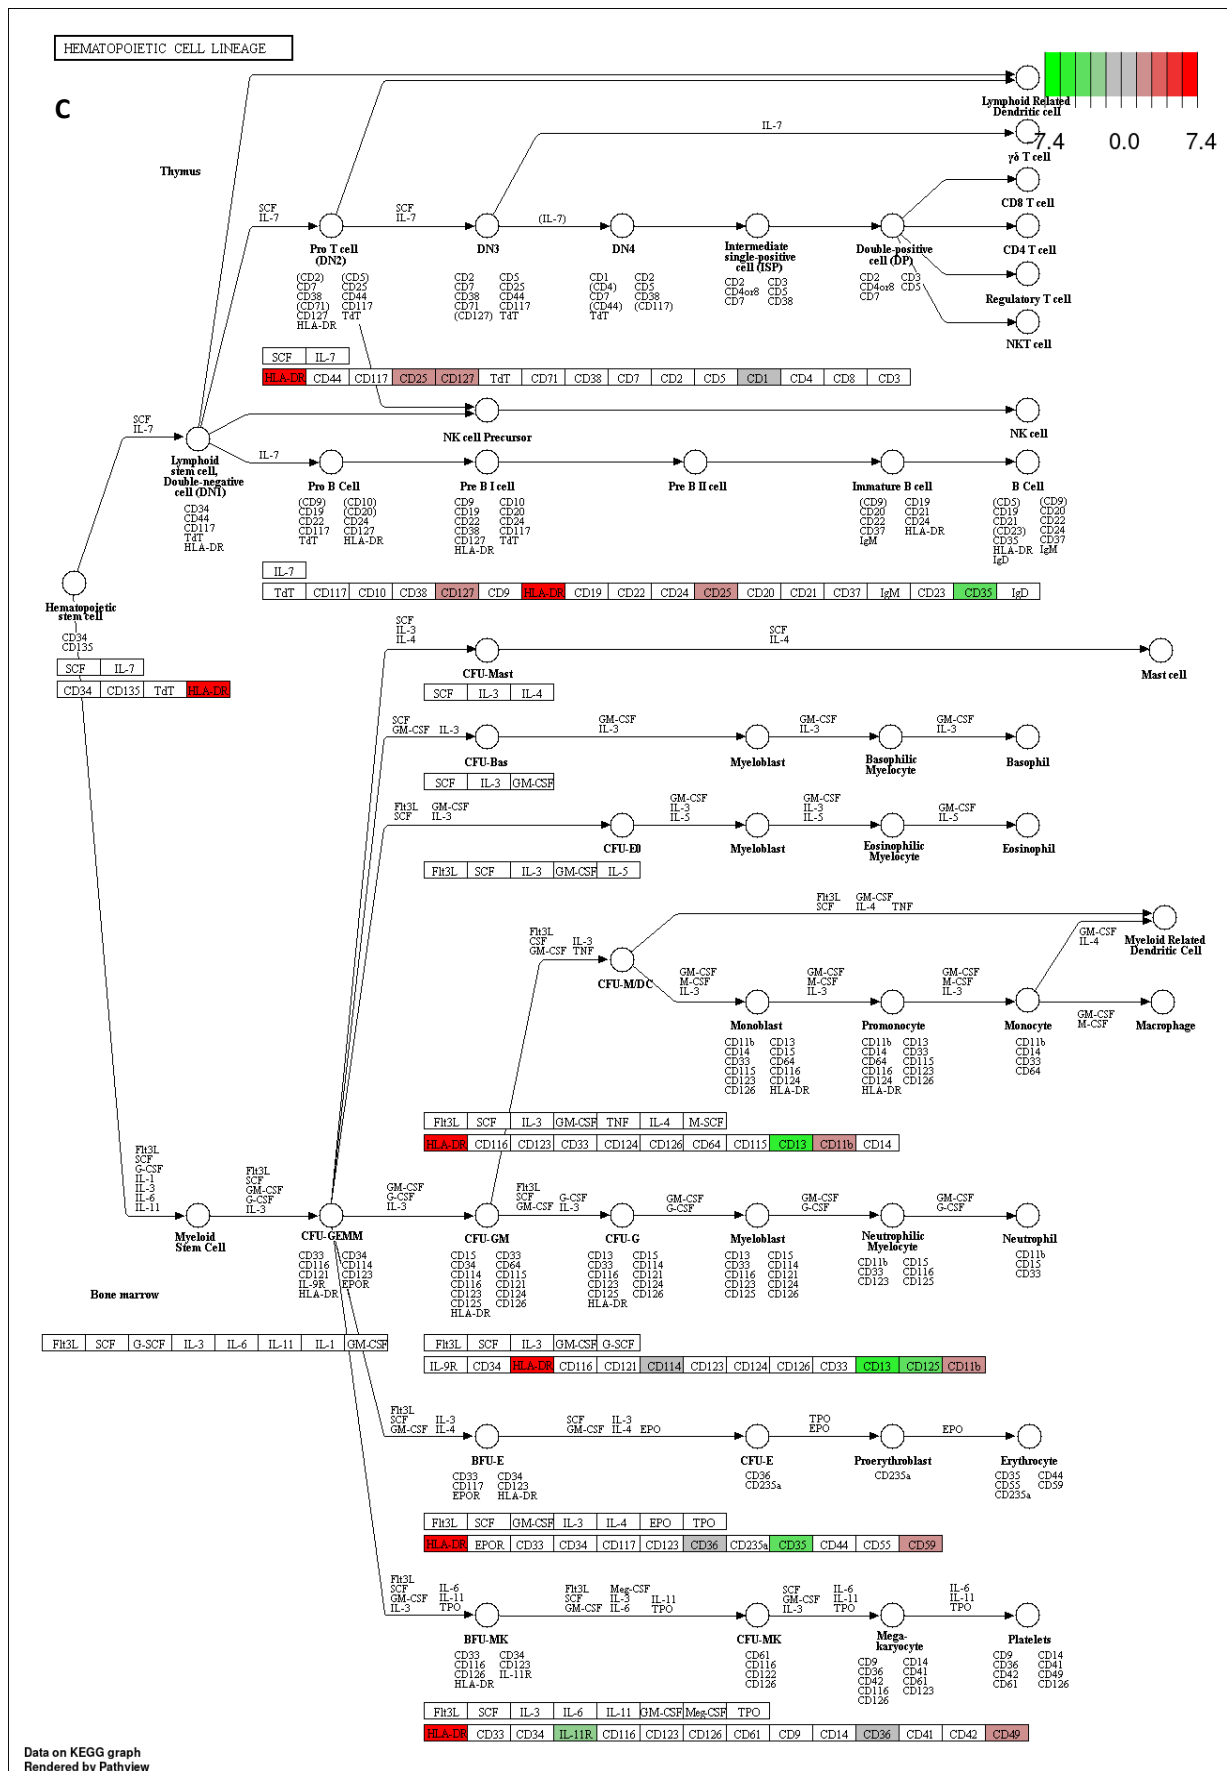 HEMATOPOIETIC CELL LINEAGE
C
-7.4 0.0 7.4
Lymphoid Related
Dendritic cell
IL-7
γδ T cell
Thymus
CD8 T cell
SCF
IL-7
SCF
IL-7
(IL-7)
Pro T cell
(DN2)
DN3
DN4
Intermediate
single-positive
cell (ISP)
Double-positive
cell (DP)
CD4 T cell
Regulatory T cell
NKT cell
(CD2) (CD5)
CD7 CD25
CD38 CD44
(CD71) CD117
CD127 TdT
HLA-DR
CD2 CD5
CD7 CD25
CD38 CD44
CD71 CD117
(CD127) TdT
CD1 CD2
(CD4) CD5
CD7 CD38
(CD44) (CD117)
TdT
CD2 CD3
CD4or8 CD5
CD7 CD38
CD2 CD3
CD4or8 CD5
CD7
SCF IL-7
HLA-DR CD44 CD117 CD25 CD127 TdT CD71 CD38 CD7 CD2 CD5 CD1 CD4 CD8 CD3
SCF
IL-7
NK cell Precursor
NK cell
Lymphoid
stem cell,
Double-negative
cell (DN1)
IL-7
Pro B Cell
Pre B I cell
Pre B II cell
Immature B cell
B Cell
CD34
CD44
CD117
TdT
HLA-DR
(CD9) (CD10)
CD19 (CD20)
CD22 CD24
CD117 CD127
TdT HLA-DR
CD9 CD10
CD19 CD20
CD22 CD24
CD38 CD117
CD127 TdT
HLA-DR
(CD9) CD19
CD20 CD21
CD22 CD24
CD37 HLA-DR
IgM
(CD5) (CD9)
CD19 CD20
CD21 CD22
(CD23) CD24
CD35 CD37
HLA-DR IgM
IgD
IL-7
TdT CD117 CD10 CD38 CD127 CD9 HLA-DR CD19 CD22 CD24 CD25 CD20 CD21 CD37 IgM CD23 CD35 IgD
Hematopoietic
stem cell
CD34
CD135
SCF IL-7
CD34 CD135 TdT HLA-DR
SCF
IL-3
IL-4
SCF
IL-4
CFU-Mast
Mast cell
SCF IL-3 IL-4
SCF
GM-CSF IL-3
GM-CSF
IL-3
GM-CSF
IL-3
GM-CSF
IL-3
CFU-Bas
Myeloblast
Basophilic
Myelocyte
Basophil
SCF IL-3 GM-CSF
Flt3L GM-CSF
SCF IL-3
GM-CSF
IL-3
IL-5
GM-CSF
IL-3
IL-5
GM-CSF
IL-5
CFU-E0
Myeloblast
Eosinophilic
Myelocyte
Eosinophil
Flt3L SCF IL-3 GM-CSF IL-5
Flt3L GM-CSF
SCF IL-4 TNF
Flt3L
CSF IL-3
GM-CSF TNF
GM-CSF
IL-4
Myeloid Related
Dendritic Cell
CFU-M/DC
GM-CSF
M-CSF
IL-3
GM-CSF
M-CSF
IL-3
GM-CSF
M-CSF
IL-3
GM-CSF
M-CSF
Monoblast
Promonocyte
Monocyte
Macrophage
CD11b CD13
CD14 CD15
CD33 CD64
CD115 CD116
CD123 CD124
CD126 HLA-DR
CD11b CD13
CD14 CD33
CD64 CD115
CD116 CD123
CD124 CD126
HLA-DR
CD11b
CD14
CD33
CD64
Flt3L SCF IL-3 GM-CSF TNF IL-4 M-SCF
HLA-DR CD116 CD123 CD33 CD124 CD126 CD64 CD115 CD13 CD11b CD14
Flt3L
SCF
G-CSF
IL-1
IL-3
IL-6
IL-11
Flt3L
SCF
GM-CSF
G-CSF
IL-3
GM-CSF
G-CSF
IL-3
Flt3L
SCF G-CSF
GM-CSF IL-3
GM-CSF
G-CSF
GM-CSF
G-CSF
GM-CSF
G-CSF
Myeloid
Stem Cell
CFU-GEMM
CFU-GM
CFU-G
Myeloblast
Neutrophilic
Myelocyte
Neutrophil
CD33 CD34
CD116 CD114
CD121 CD123
IL-9R EPOR
HLA-DR
CD15 CD33
CD34 CD64
CD114 CD115
CD116 CD121
CD123 CD124
CD125 CD126
HLA-DR
CD13 CD15
CD33 CD114
CD116 CD121
CD123 CD124
CD125 CD126
HLA-DR
CD13 CD15
CD33 CD114
CD116 CD121
CD123 CD124
CD125 CD126
CD11b CD15
CD33 CD116
CD123 CD125
CD11b
CD15
CD33
Bone marrow
Flt3L SCF G-SCF IL-3 IL-6 IL-11 IL-1 GM-CSF
Flt3L SCF IL-3 GM-CSF G-SCF
IL-9R CD34 HLA-DR CD116 CD121 CD114 CD123 CD124 CD126 CD33 CD13 CD125 CD11b
Flt3L
SCF IL-3
GM-CSF IL-4
SCF IL-3
GM-CSF IL-4 EPO
TPO
EPO
EPO
BFU-E
CFU-E
Proerythroblast
Erythrocyte
CD33 CD34
CD117 CD123
EPOR HLA-DR
CD36
CD235a
CD235a
CD35 CD44
CD55 CD59
CD235a
Flt3L SCF GM-CSF IL-3 IL-4 EPO TPO
HLA-DR EPOR CD33 CD34 CD117 CD123 CD36 CD235a CD35 CD44 CD55 CD59
Flt3L
SCF IL-6
GM-CSF IL-11
IL-3 TPO
Flt3L Meg-CSF
SCF IL-3 IL-11
GM-CSF IL-6 TPO
SCF IL-6
GM-CSF IL-11
IL-3 TPO
IL-6
IL-11
TPO
BFU-MK
CFU-MK
Mega-
karyocyte
Platelets
CD33 CD34
CD116 CD123
CD126 IL-11R
HLA-DR
CD61
CD116
CD122
CD126
CD9 CD14
CD36 CD41
CD42 CD61
CD116 CD123
CD126
CD9 CD14
CD36 CD41
CD42 CD49
CD61 CD126
Flt3L SCF IL-3 IL-6 IL-11 GM-CSF Meg-CSF TPO
HLA-DR CD33 CD34 IL-11R CD116 CD123 CD126 CD61 CD9 CD14 CD36 CD41 CD42 CD49
Data on KEGG graph
Rendered by Pathview